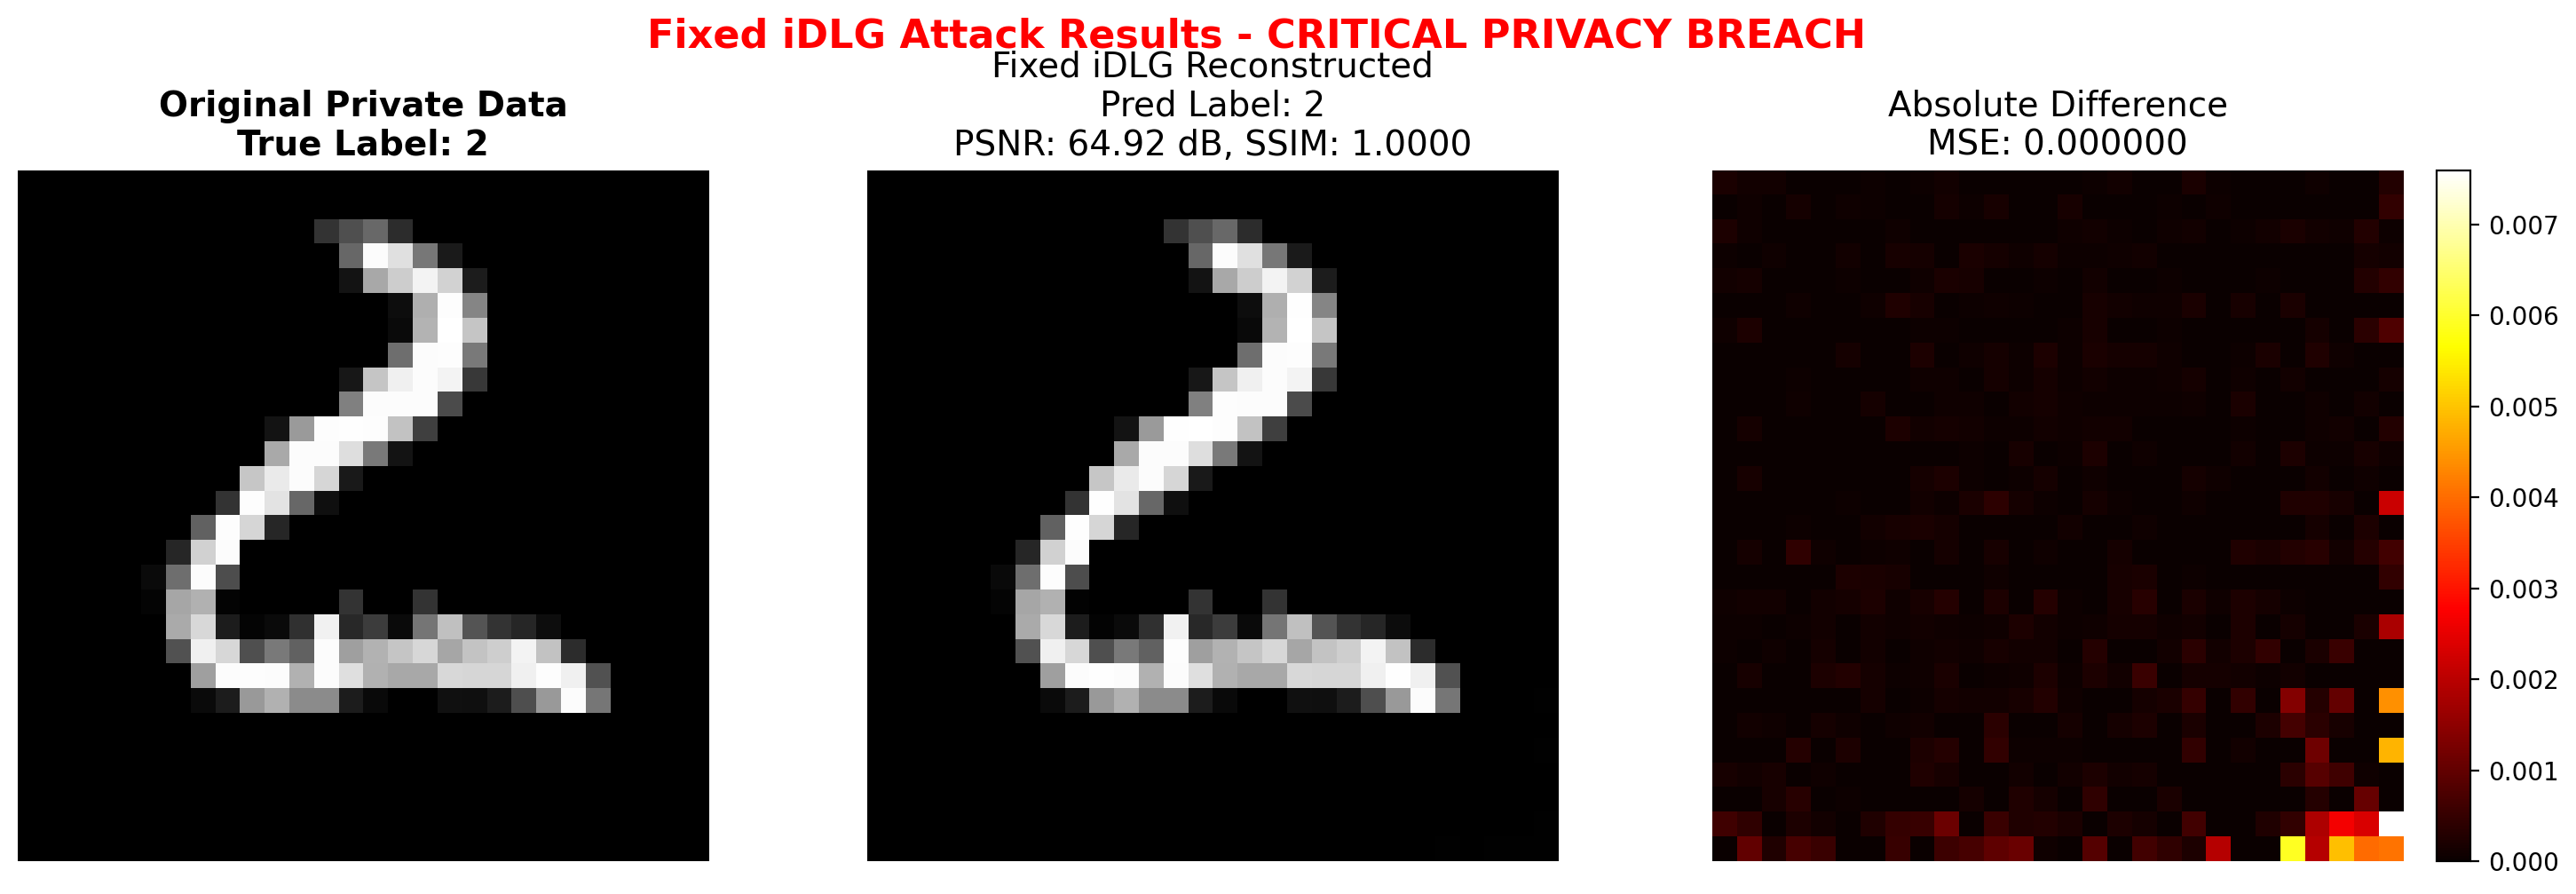 Fixed iDLG Attack Results - CRITICAL PRIVACY BREACH
Original Private Data
True Label: 2
Fixed iDLG Reconstructed
Pred Label: 2
PSNR: 64.92 dB, SSIM: 1.0000
Absolute Difference
MSE: 0.000000
0.007
0.006
0.005
0.004
0.003
0.002
0.001
0.000